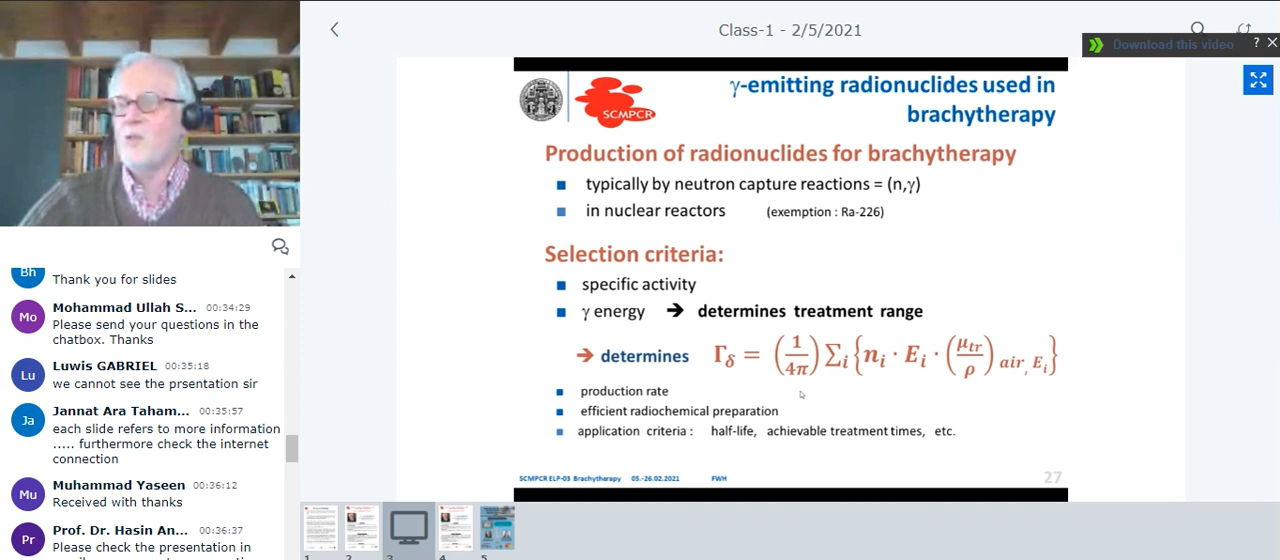 Class-1 - 2/5/2021
Download this video
?
SCMPCR
γ-emitting radionuclides used in
brachytherapy
Production of radionuclides for brachytherapy
typically by neutron capture reactions = (n,γ)
in nuclear reactors (exemption : Ra-226)
Selection criteria:
specific activity
γ energy ➔ determines treatment range
➔ determines Γδ = (1/4π) Σi {ni · Ei · (μtr/ρ) air, Ei}
production rate
efficient radiochemical preparation
application criteria : half-life, achievable treatment times, etc.
SCMPCR ELP-03 Brachytherapy 05.-26.02.2021 FWH
27
Bh
Thank you for slides
Mo
Mohammad Ullah S... 00:34:29
Please send your questions in the
chatbox. Thanks
Lu
Luwis GABRIEL 00:35:18
we cannot see the prsentation sir
Ja
Jannat Ara Taham... 00:35:57
each slide refers to more information
..... furthermore check the internet
connection
Mu
Muhammad Yaseen 00:36:12
Received with thanks
Pr
Prof. Dr. Hasin An... 00:36:37
Please check the presentation in
1
2
3
4
5